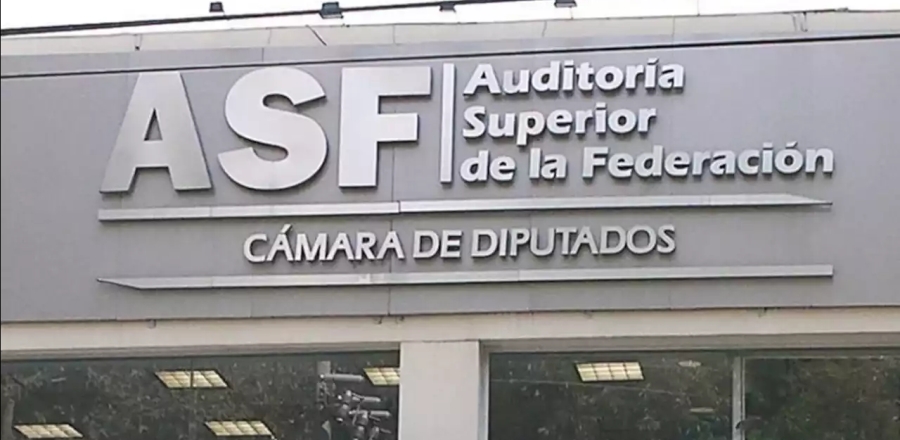 ASF
Auditoría
Superior
de la Federación
CÁMARA DE DIPUTADOS